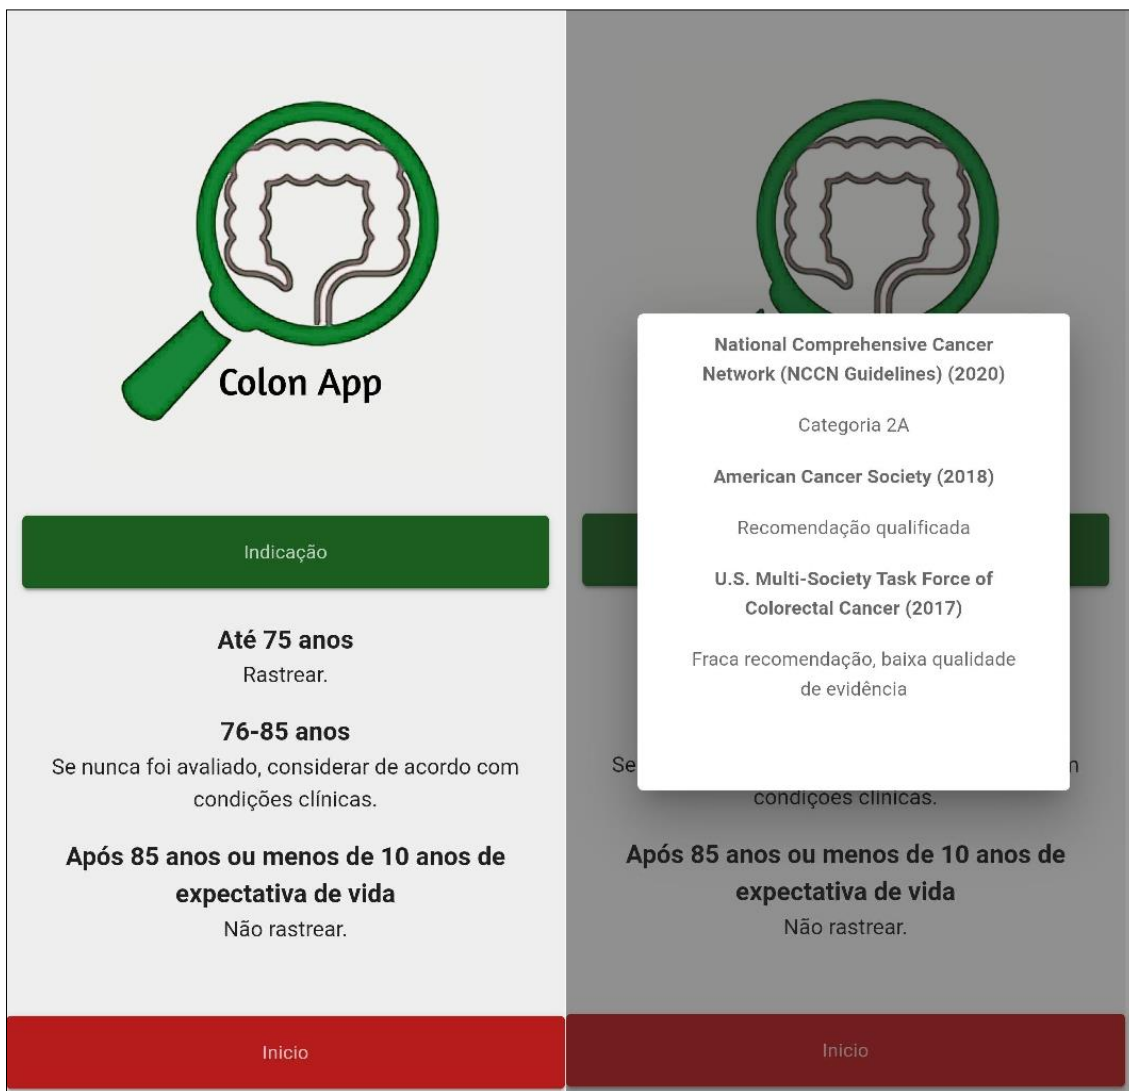 Colon App
Indicação
Até 75 anos
Rastrear.
76-85 anos
Se nunca foi avaliado, considerar de acordo com
condições clínicas.
Após 85 anos ou menos de 10 anos de
expectativa de vida
Não rastrear.
Inicio
National Comprehensive Cancer
Network (NCCN Guidelines) (2020)
Categoria 2A
American Cancer Society (2018)
Recomendação qualificada
U.S. Multi-Society Task Force of
Colorectal Cancer (2017)
Fraca recomendação, baixa qualidade
de evidência
Se
condições clínicas.
Após 85 anos ou menos de 10 anos de
expectativa de vida
Não rastrear.
Inicio